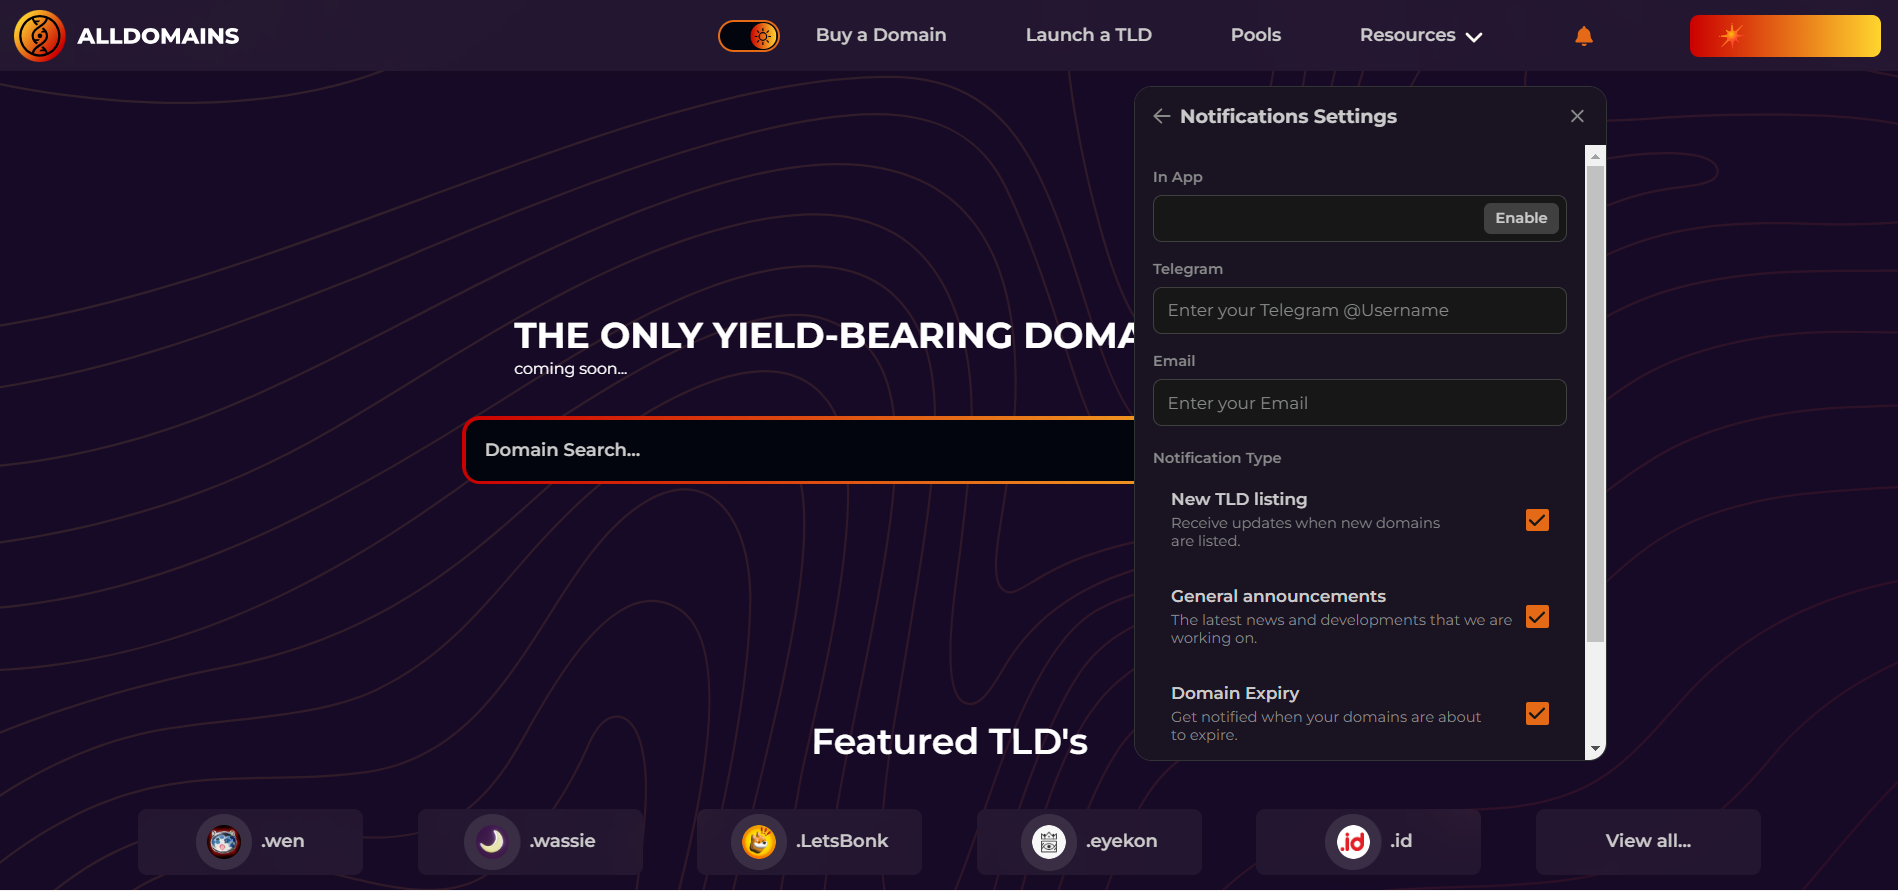 ALLDOMAINS
Buy a Domain
Launch a TLD
Pools
Resources
Notifications Settings
In App
Enable
Telegram
Enter your Telegram @Username
Email
Enter your Email
Notification Type
New TLD listing
Receive updates when new domains
are listed.
General announcements
The latest news and developments that we are
working on.
Domain Expiry
Get notified when your domains are about
to expire.
THE ONLY YIELD-BEARING
coming soon...
Domain Search...
Featured TLD's
.wen
.wassie
.LetsBonk
.eyekon
.id
.id
View all...